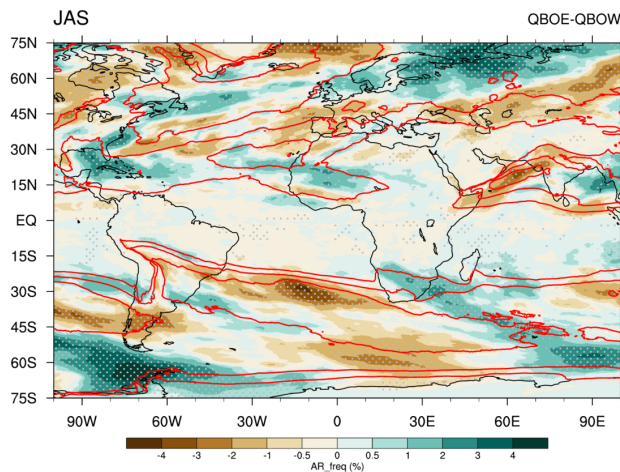 JAS QBOE-QBOW
75N
60N
45N
30N
15N
EQ
15S
30S
45S
60S
75S
90W 60W 30W 0 30E 60E 90E
-4 -3 -2 -1 -0.5 0 0.5 1 2 3 4
AR_freq (%)